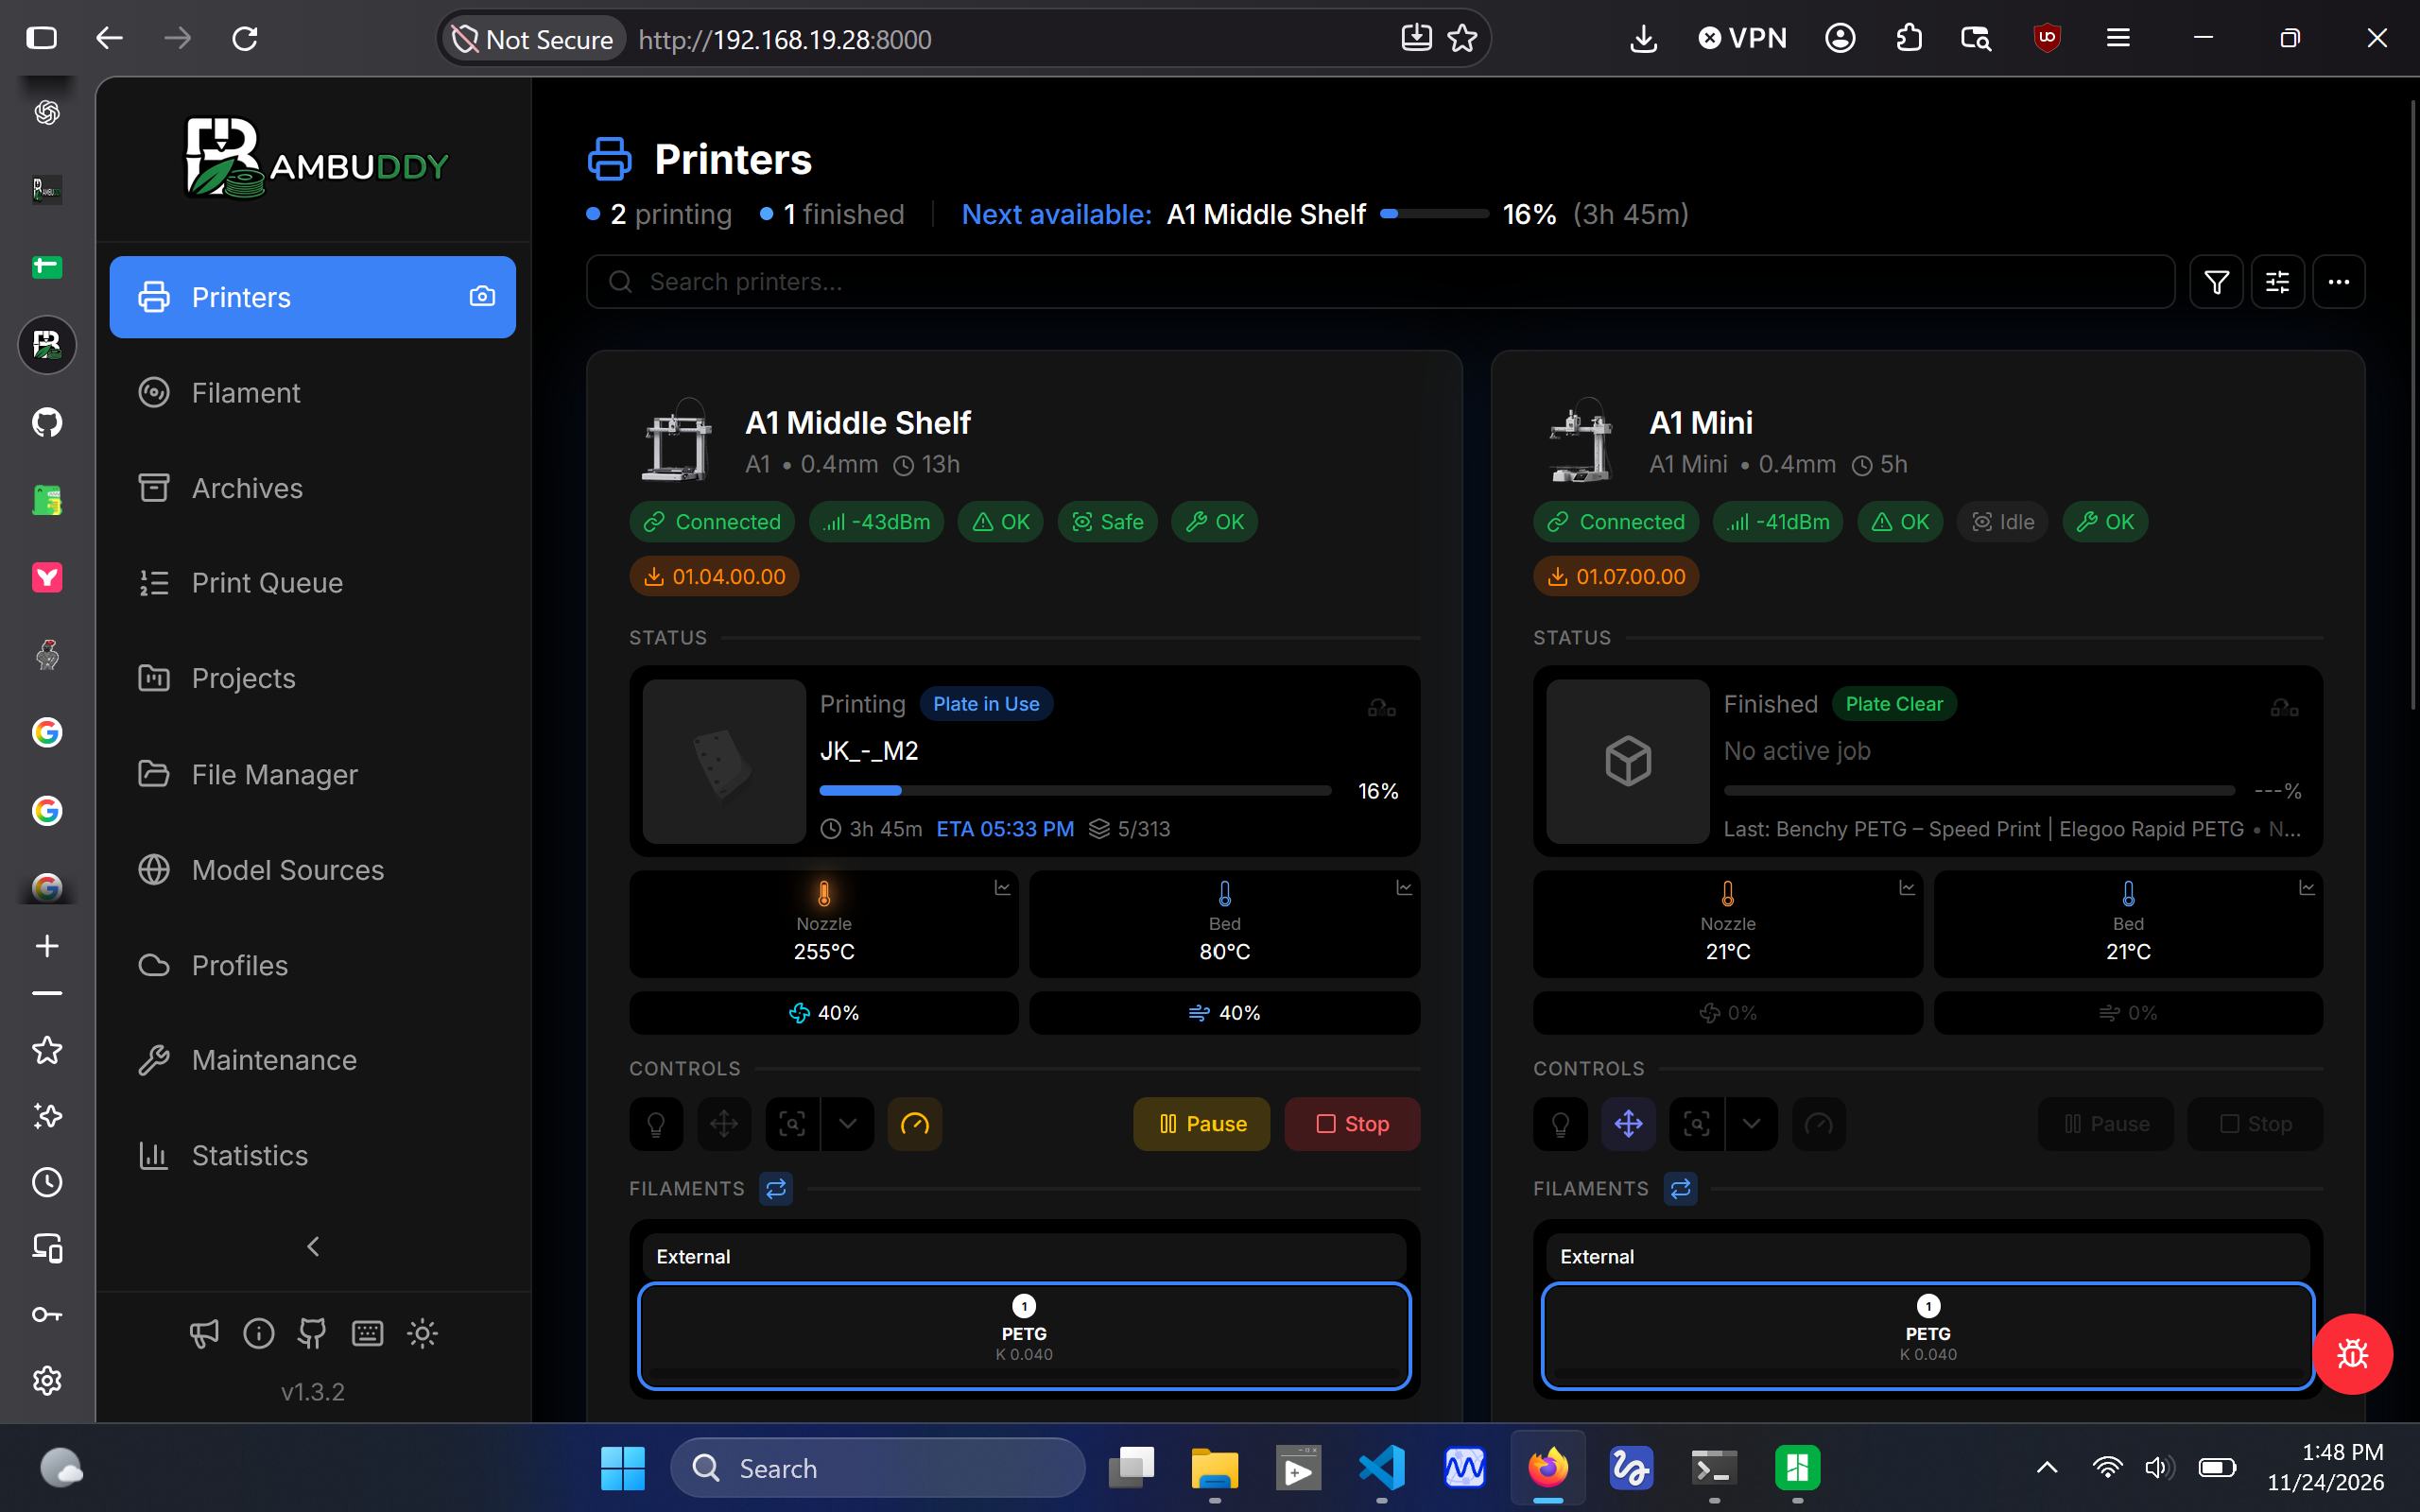 Not Secure
http://192.168.19.28:8000
VPN
BAMBUDDY
Printers
Filament
Archives
Print Queue
Projects
File Manager
Model Sources
Profiles
Maintenance
Statistics
v1.3.2
Printers
2 printing
1 finished
Next available: A1 Middle Shelf 16% (3h 45m)
Search printers...
A1 Middle Shelf
A1 • 0.4mm 13h
Connected
-43dBm
OK
Safe
OK
01.04.00.00
STATUS
Printing
Plate in Use
JK_-_M2
16%
3h 45m ETA 05:33 PM 5/313
Nozzle
255°C
Bed
80°C
40%
40%
CONTROLS
Pause
Stop
FILAMENTS
External
1
PETG
K 0.040
A1 Mini
A1 Mini • 0.4mm 5h
Connected
-41dBm
OK
Idle
OK
01.07.00.00
STATUS
Finished
Plate Clear
No active job
---%
Last: Benchy PETG – Speed Print | Elegoo Rapid PETG • N...
Nozzle
21°C
Bed
21°C
0%
0%
CONTROLS
Pause
Stop
FILAMENTS
External
1
PETG
K 0.040
Search
1:48 PM
11/24/2026